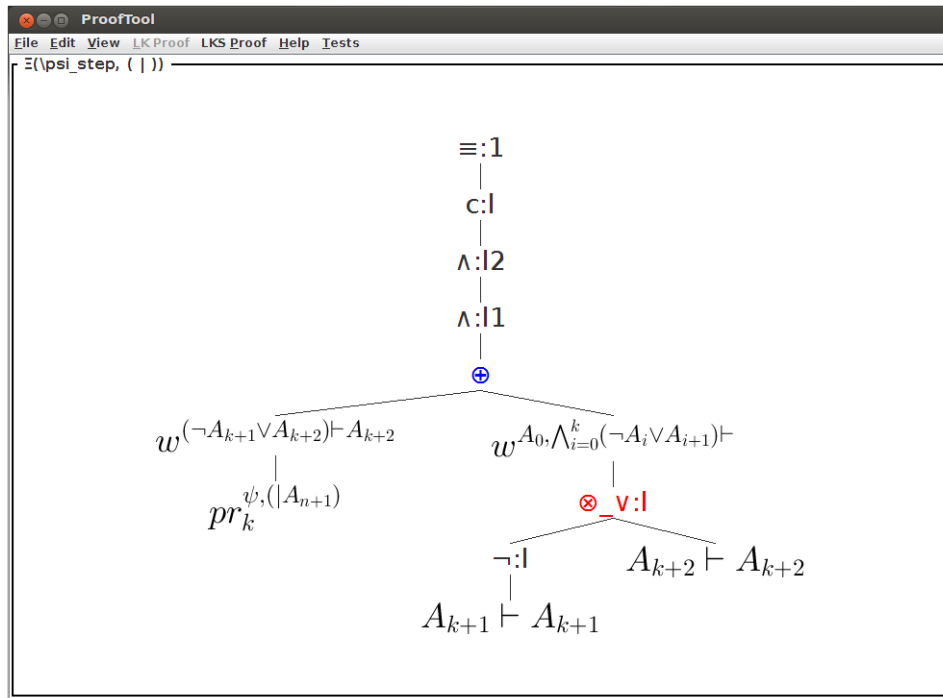 ProofTool
File Edit View LK Proof LKS Proof Help Tests
Ξ(\psi_step, ( | ))
≡:1
c:l
∧:l2
∧:l1
⊕
w^{(¬A_{k+1}∨A_{k+2})⊢A_{k+2}} w^{A_0,⋀_{i=0}^{k}(¬A_i∨A_{i+1})⊢}
pr_k^{ψ,(|A_{n+1})} ⊗_∨:l
¬:l A_{k+2} ⊢ A_{k+2}
A_{k+1} ⊢ A_{k+1}